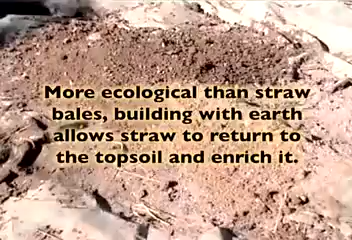 More ecological than straw
bales, building with earth
allows straw to return to
the topsoil and enrich it.